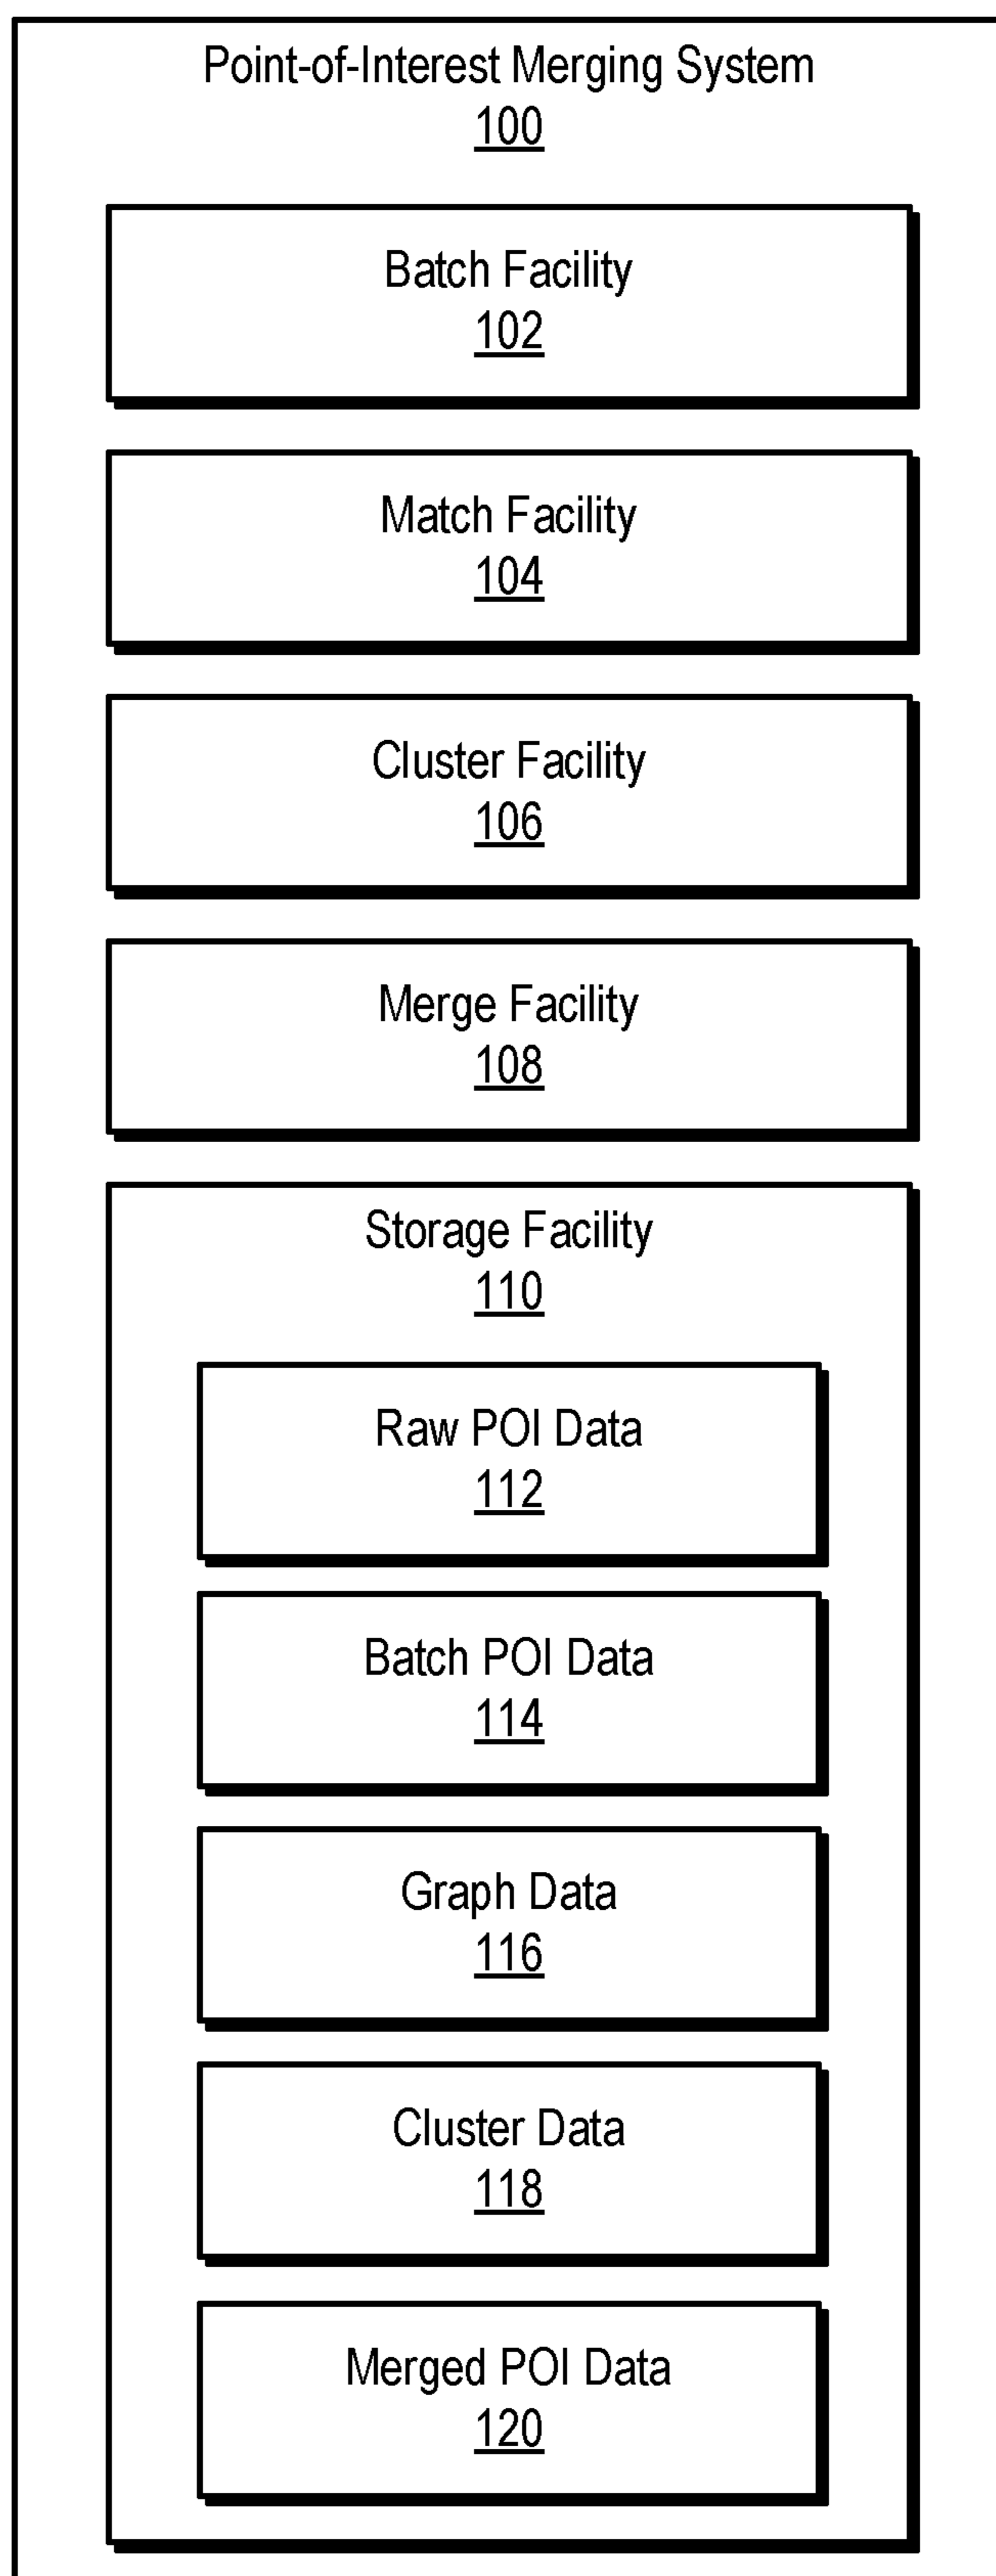 Point-of-Interest Merging System
100
Batch Facility
102
Match Facility
104
Cluster Facility
106
Merge Facility
108
Storage Facility
110
Raw POI Data
112
Batch POI Data
114
Graph Data
116
Cluster Data
118
Merged POI Data
120